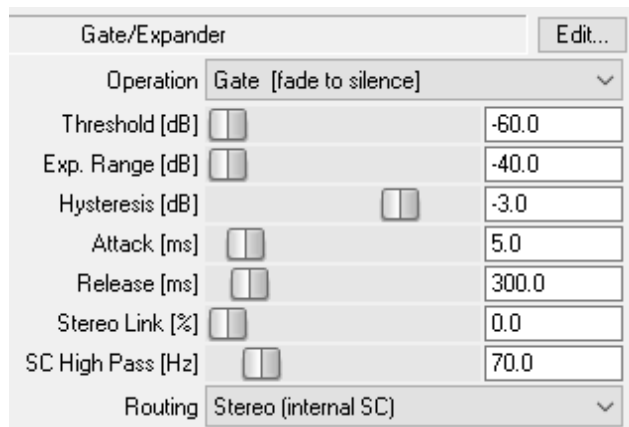 Gate/Expander Edit...
Operation Gate [fade to silence]
Threshold [dB] -60.0
Exp. Range [dB] -40.0
Hysteresis [dB] -3.0
Attack [ms] 5.0
Release [ms] 300.0
Stereo Link [%] 0.0
SC High Pass [Hz] 70.0
Routing Stereo (internal SC)